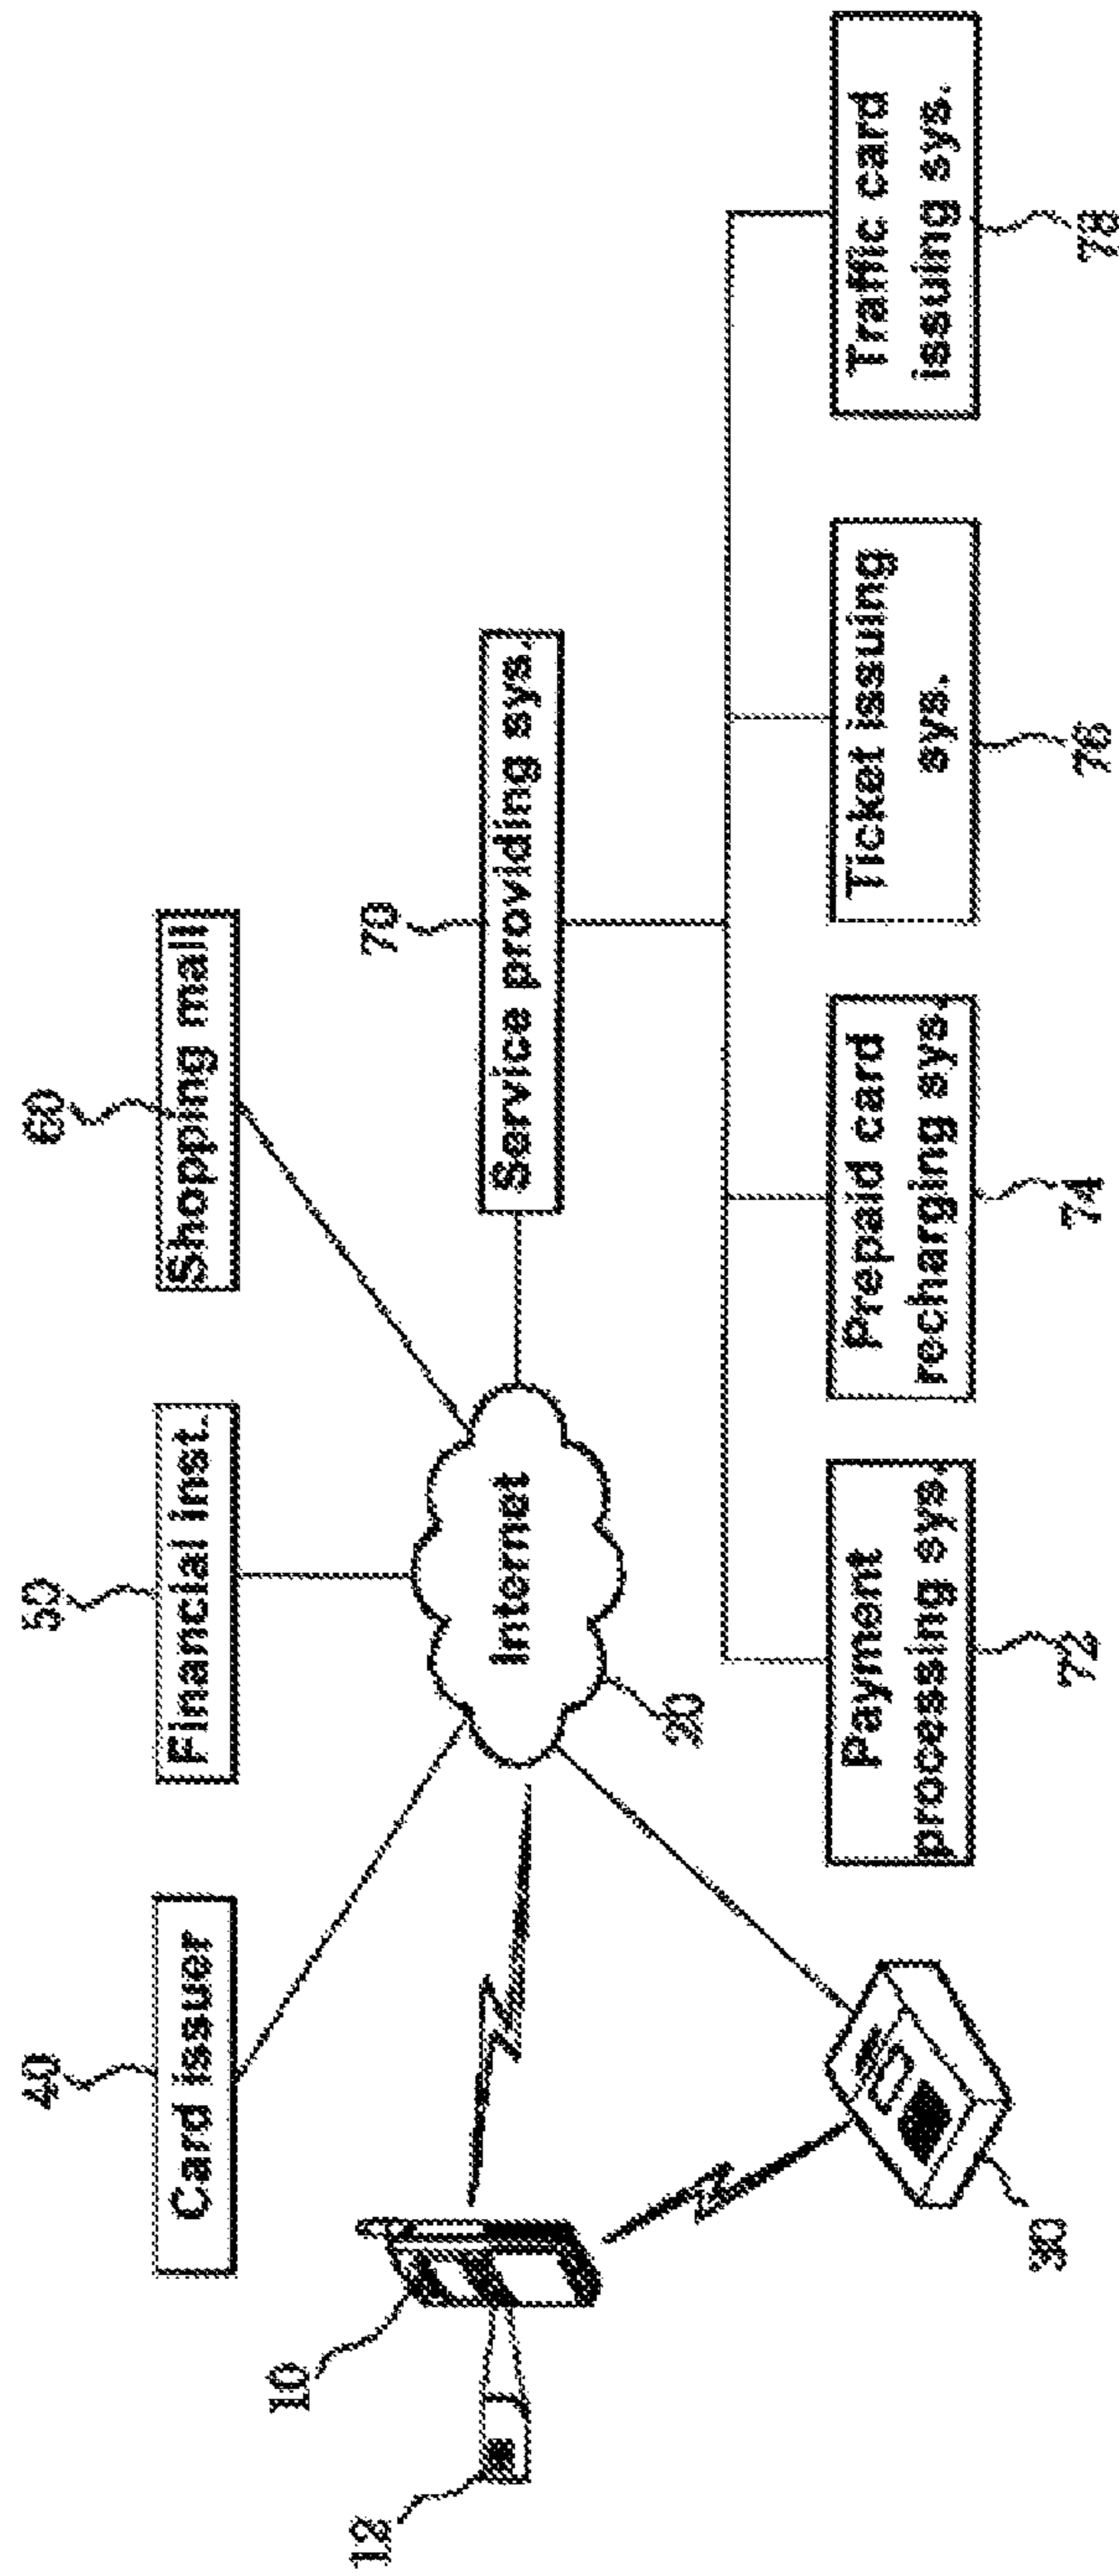 40
Card issuer
50
Financial inst.
60
Shopping mall
10
12
Internet
20
70
Service providing sys.
30
Payment
processing sys.
72
Prepaid card
recharging sys.
74
Ticket issuing
sys.
76
Traffic card
issuing sys.
78